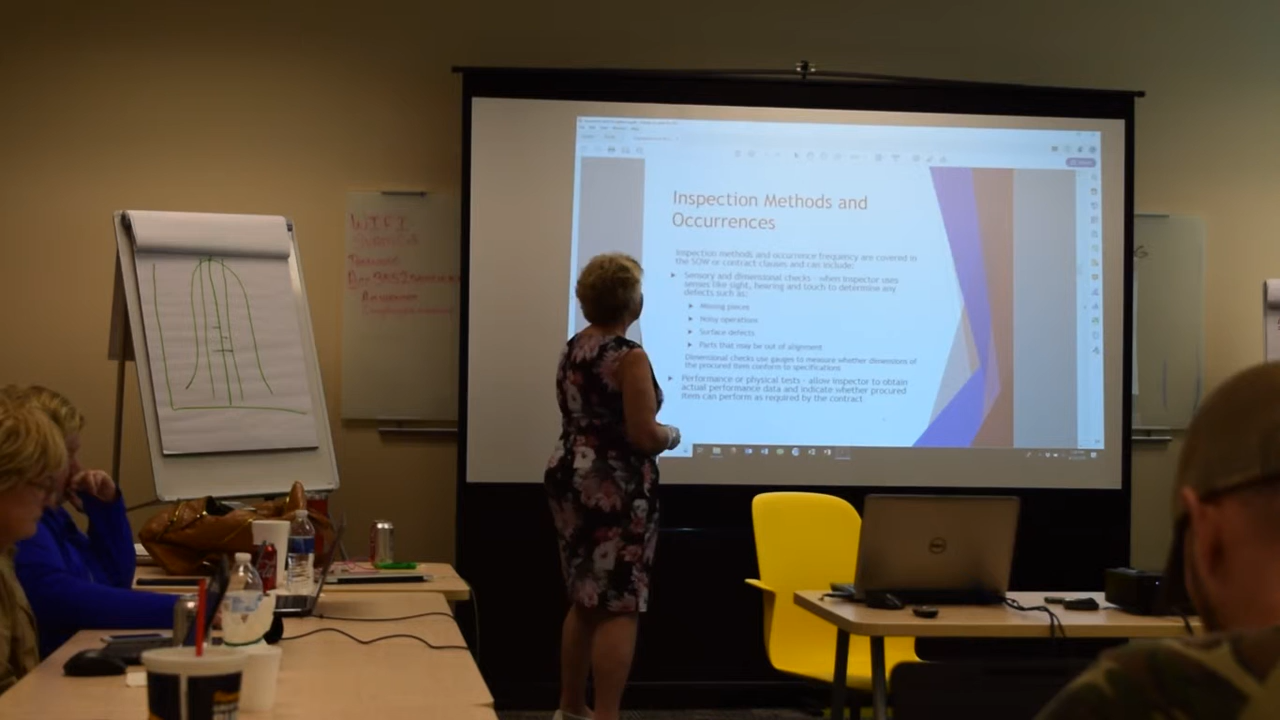 WIFI
Password
Inspection Methods and
Occurrences
Inspection methods and occurrence frequency are covered in
the SOW or contract clauses and can include:
Sensory and dimensional checks - when inspector uses
senses like sight, hearing and touch to determine any
defects such as:
Missing pieces
Noisy operations
Surface defects
Parts that may be out of alignment
Dimensional checks use gauges to measure whether dimensions of
the procured item conform to specifications
Performance or physical tests - allow inspector to obtain
actual performance data and indicate whether procured
item can perform as required by the contract
DELL